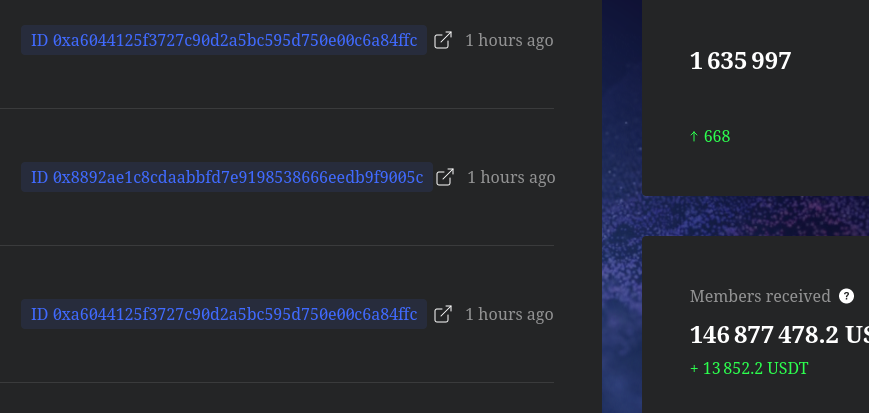 ID 0xa6044125f3727c90d2a5bc595d750e00c6a84ffc 1 hours ago
ID 0x8892ae1c8cdaabbfd7e9198538666eedb9f9005c 1 hours ago
ID 0xa6044125f3727c90d2a5bc595d750e00c6a84ffc 1 hours ago
1 635 997
↑ 668
Members received ?
146 877 478.2 US
+ 13 852.2 USDT